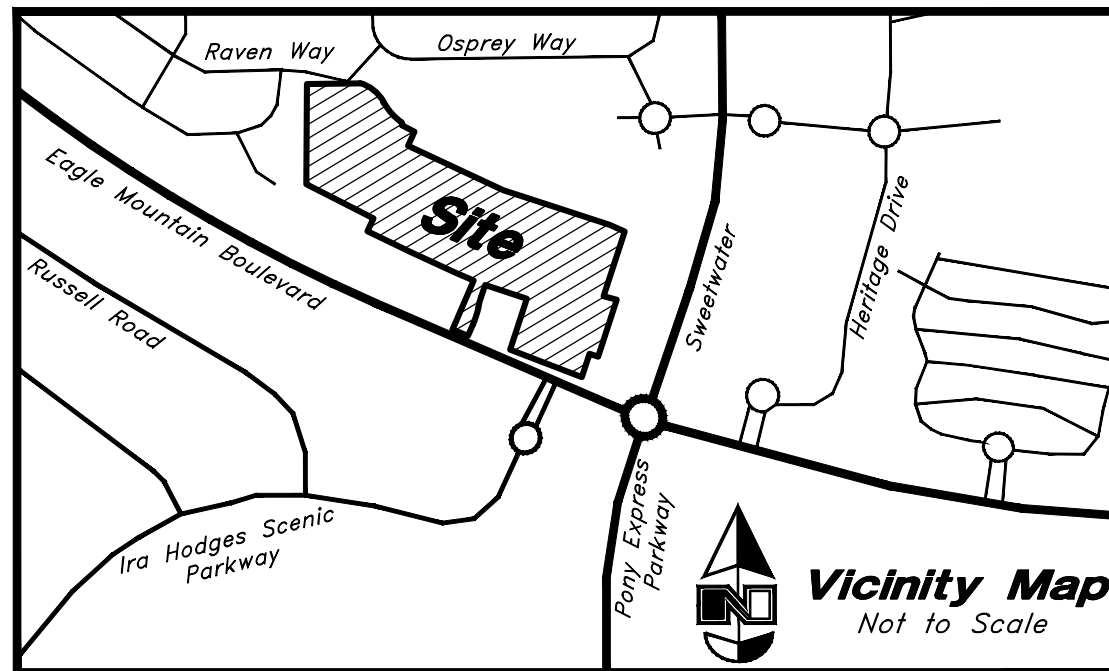 Raven Way
Osprey Way
Eagle Mountain Boulevard
Site
Sweetwater
Heritage Drive
Russell Road
Ira Hodges Scenic
Parkway
Pony Express
Parkway
N
Vicinity Map
Not to Scale